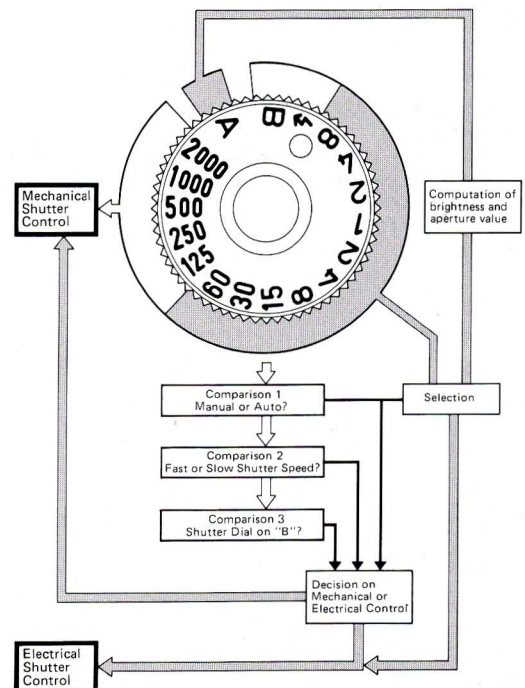 A
B
8
4
2
1
2
4
8
15
30
60
125
250
500
1000
2000
Mechanical
Shutter
Control
Computation of
brightness and
aperture value
Comparison 1
Manual or Auto?
Selection
Comparison 2
Fast or Slow Shutter Speed?
Comparison 3
Shutter Dial on "B"?
Decision on
Mechanical or
Electrical Control
Electrical
Shutter
Control